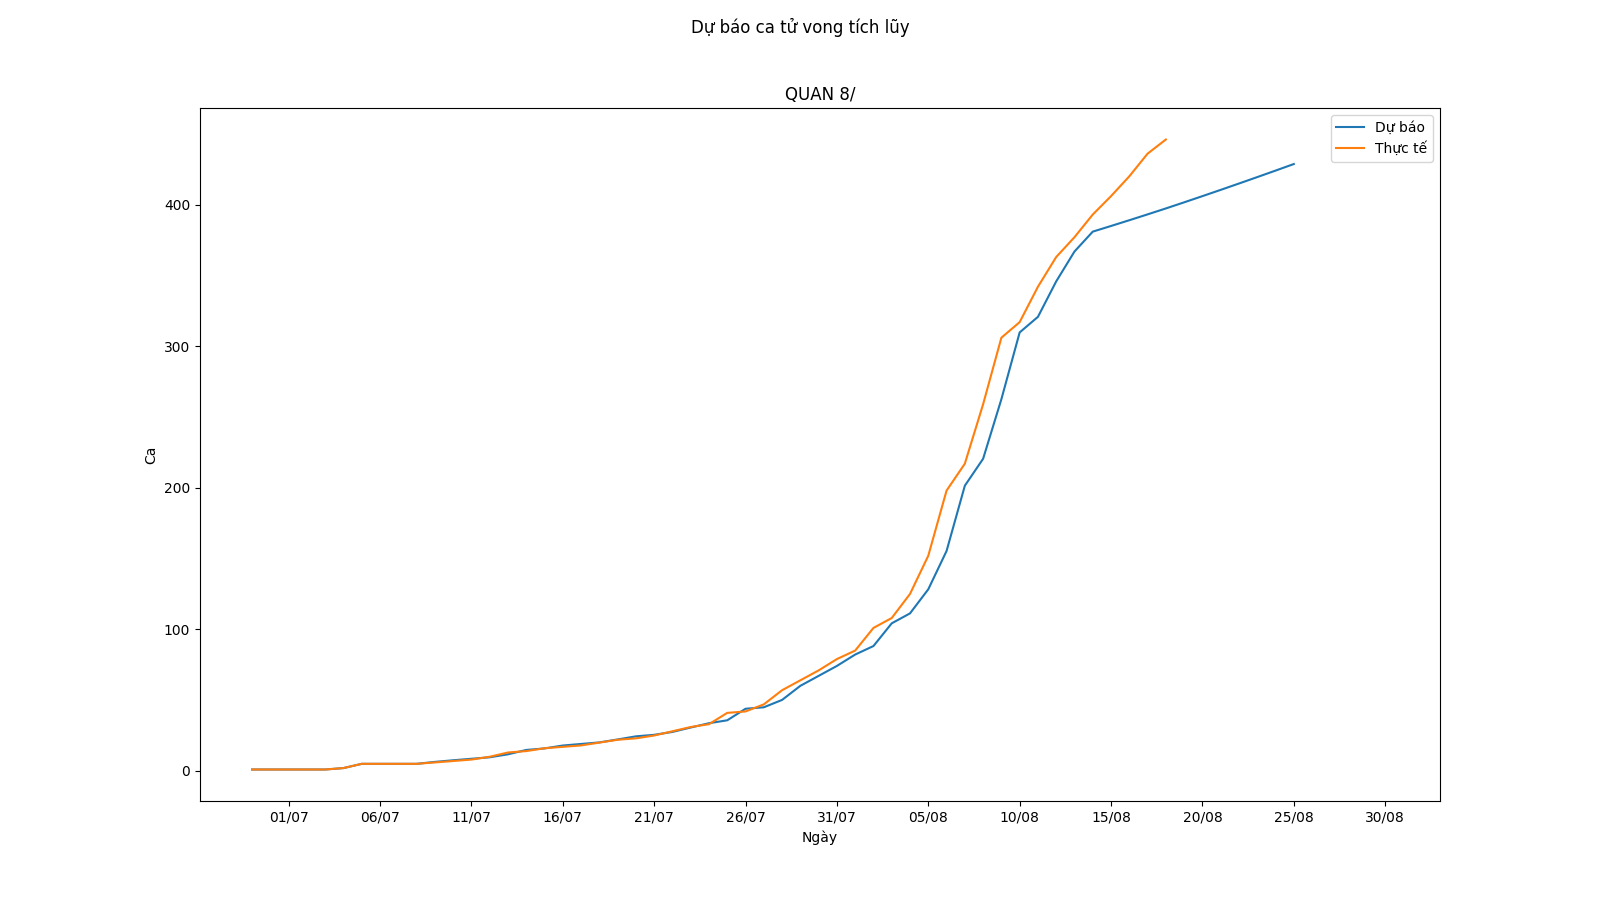 Dự báo ca tử vong tích lũy
QUAN 8/
Dự báo
Thực tế
400
300
200
100
0
Ca
01/07 06/07 11/07 16/07 21/07 26/07 31/07 05/08 10/08 15/08 20/08 25/08 30/08
Ngày